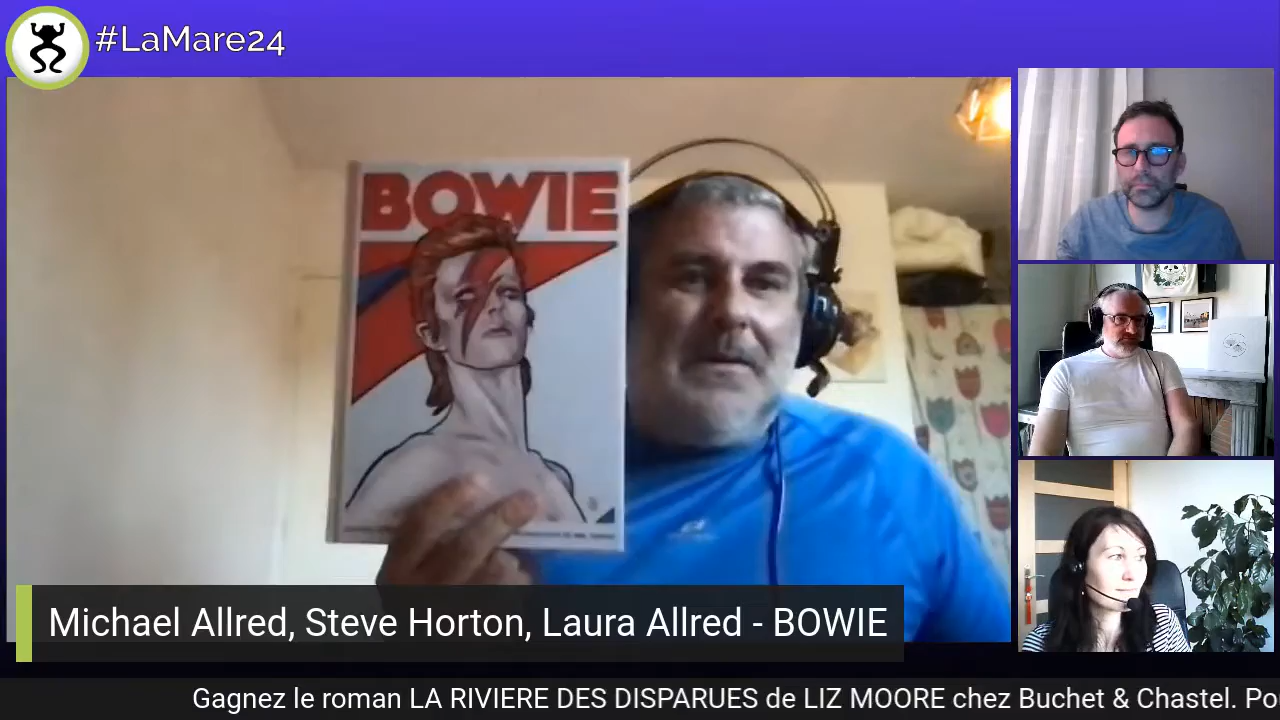 #LaMare24
BOWIE
Michael Allred, Steve Horton, Laura Allred - BOWIE
Gagnez le roman LA RIVIERE DES DISPARUES de LIZ MOORE chez Buchet & Chastel. Po